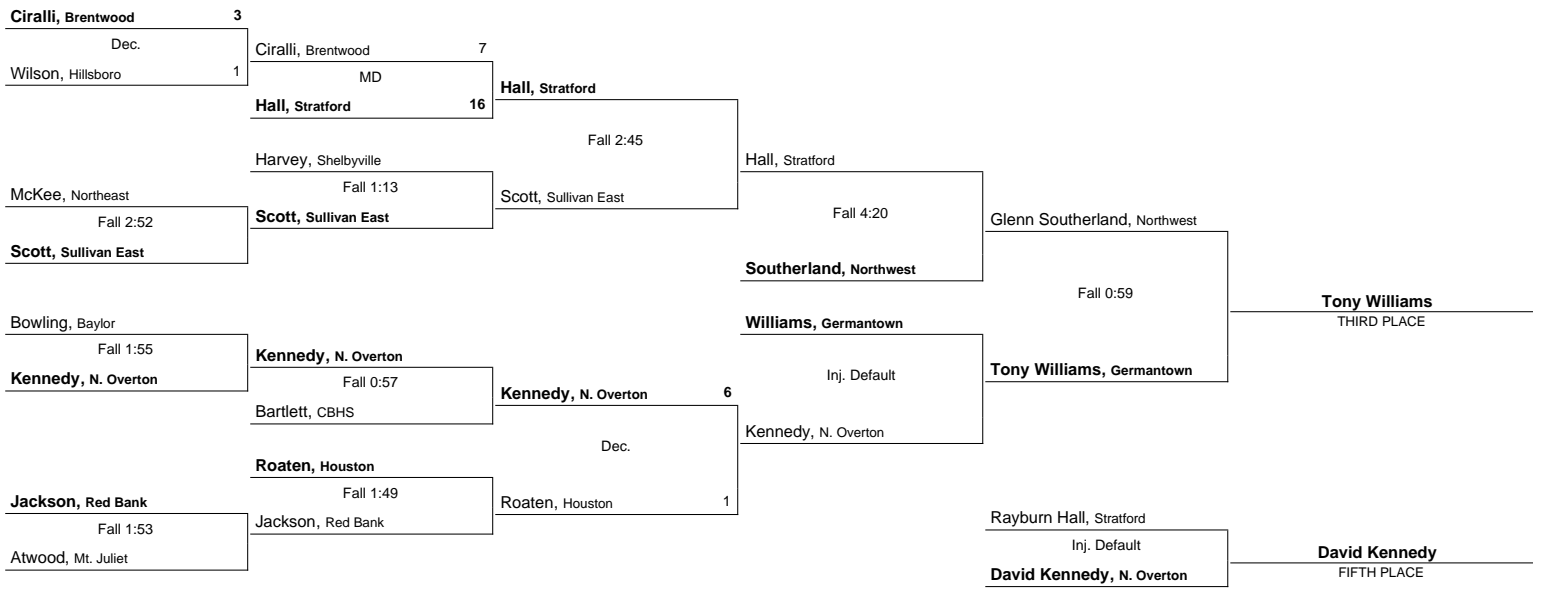 Ciralli, Brentwood 3
Dec.
Wilson, Hillsboro 1
McKee, Northeast
Fall 2:52
Scott, Sullivan East
Bowling, Baylor
Fall 1:55
Kennedy, N. Overton
Jackson, Red Bank
Fall 1:53
Atwood, Mt. Juliet
Ciralli, Brentwood 7
MD
Hall, Stratford 16
Harvey, Shelbyville
Fall 1:13
Scott, Sullivan East
Kennedy, N. Overton
Fall 0:57
Bartlett, CBHS
Roaten, Houston
Fall 1:49
Jackson, Red Bank
Hall, Stratford
Fall 2:45
Scott, Sullivan East
Kennedy, N. Overton 6
Dec.
Roaten, Houston 1
Hall, Stratford
Fall 4:20
Southerland, Northwest
Williams, Germantown
Inj. Default
Kennedy, N. Overton
Glenn Southerland, Northwest
Fall 0:59
Tony Williams, Germantown
Tony Williams
THIRD PLACE
Rayburn Hall, Stratford
Inj. Default
David Kennedy, N. Overton
David Kennedy
FIFTH PLACE